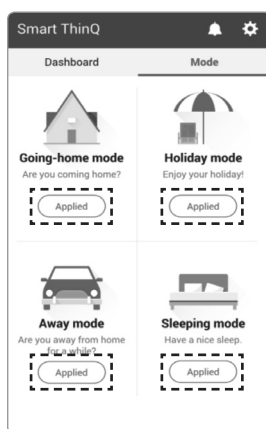 Smart ThinQ
Dashboard Mode
Going-home mode
Are you coming home?
Applied
Holiday mode
Enjoy your holiday!
Applied
Away mode
Are you away from home
for a while?
Applied
Sleeping mode
Have a nice sleep.
Applied